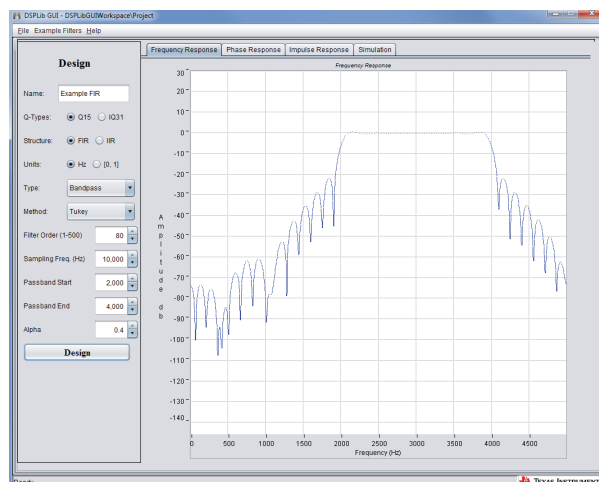 DSPLib GUI - DSPLibGUIWorkspace\Project
File Example Filters Help
Design
Name: Example FIR
Q-Types: Q15 IQ31
Structure: FIR IIR
Units: Hz [0, 1]
Type: Bandpass
Method: Tukey
Filter Order (1-500) 80
Sampling Freq. (Hz) 10,000
Passband Start 2,000
Passband End 4,000
Alpha 0.4
Design
Frequency Response Phase Response Impulse Response Simulation
Frequency Response
Amplitude db
30
20
10
0
-10
-20
-30
-40
-50
-60
-70
-80
-90
-100
-110
-120
-130
-140
0 500 1000 1500 2000 2500 3000 3500 4000 4500
Frequency (Hz)
TEXAS INSTRUMENT